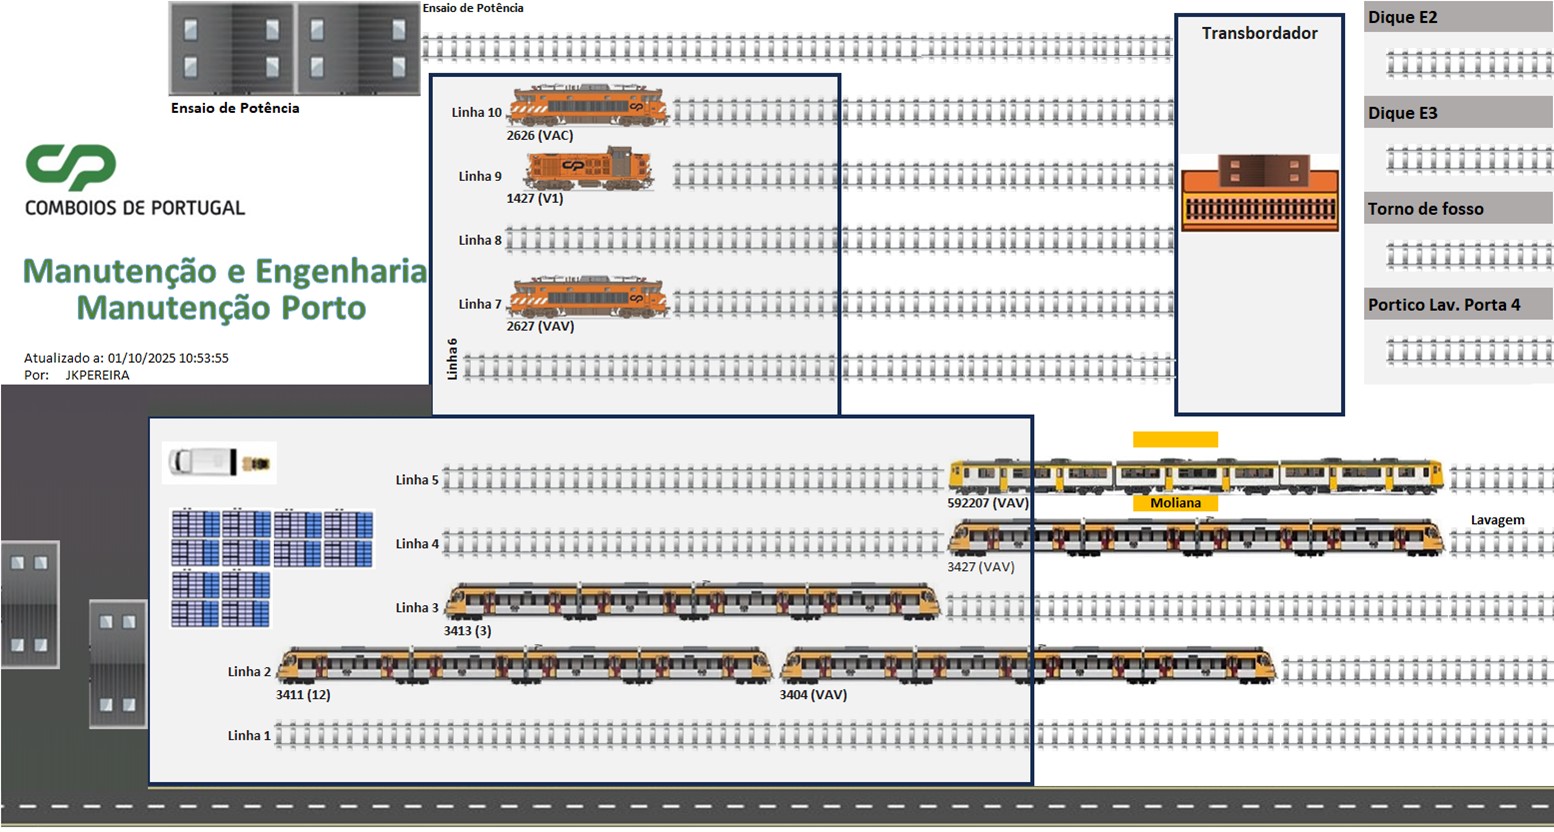 Ensaio de Potência
Ensaio de Potência
Transbordador
Dique E2
Dique E3
Torno de fosso
Portico Lav. Porta 4
CP
COMBOIOS DE PORTUGAL
Manutenção e Engenharia
Manutenção Porto
Atualizado a: 01/10/2025 10:53:55
Por: JKPEREIRA
Linha 10
2626 (VAC)
Linha 9
1427 (V1)
Linha 8
Linha 7
2627 (VAV)
Linha 6
Linha 5
592207 (VAV)
Moliana
Lavagem
Linha 4
3427 (VAV)
Linha 3
3413 (3)
Linha 2
3411 (12)
3404 (VAV)
Linha 1